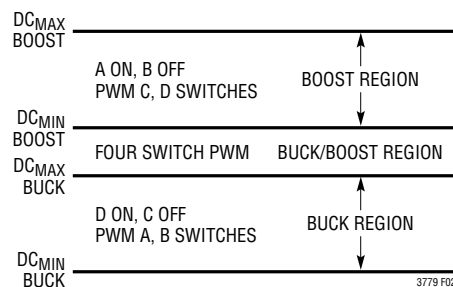 DCMAX
BOOST
A ON, B OFF
PWM C, D SWITCHES
BOOST REGION
DCMIN
BOOST
FOUR SWITCH PWM
BUCK/BOOST REGION
DCMAX
BUCK
D ON, C OFF
PWM A, B SWITCHES
BUCK REGION
DCMIN
BUCK
3779 F02